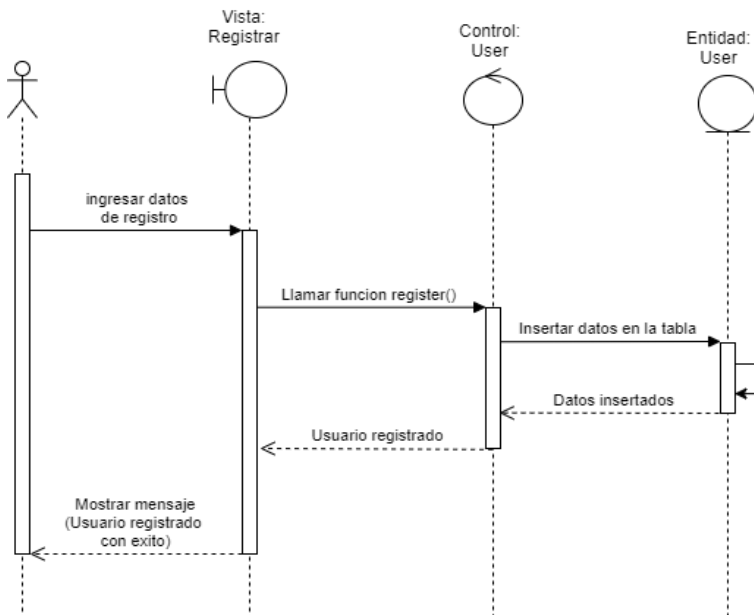 Vista:
Registrar
Control:
User
Entidad:
User
ingresar datos
de registro
Llamar funcion register()
Insertar datos en la tabla
Datos insertados
Usuario registrado
Mostrar mensaje
(Usuario registrado
con exito)